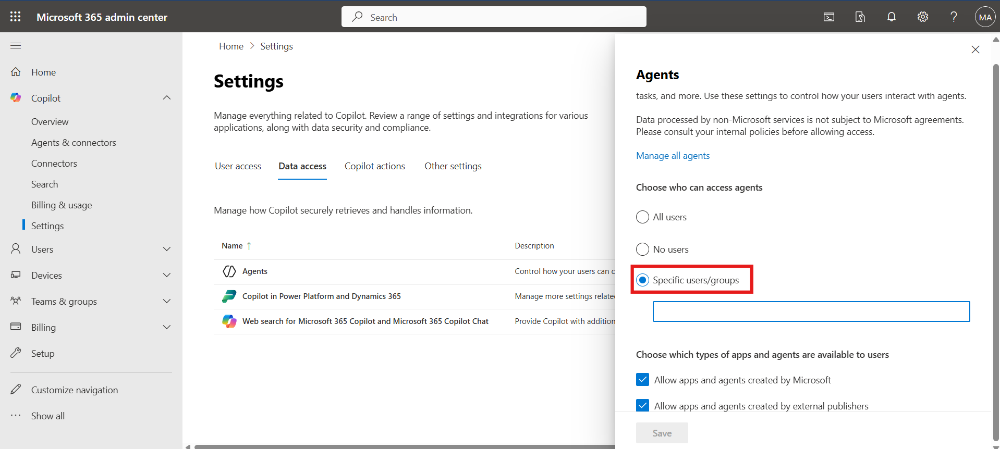 Microsoft 365 admin center
Search
MA
Home
Copilot
Overview
Agents & connectors
Connectors
Search
Billing & usage
Settings
Users
Devices
Teams & groups
Billing
Setup
Customize navigation
Show all
Home > Settings
Settings
Manage everything related to Copilot. Review a range of settings and integrations for various
applications, along with data security and compliance.
User access Data access Copilot actions Other settings
Manage how Copilot securely retrieves and handles information.
Name ↑ Description
Agents Control how your users can c
Copilot in Power Platform and Dynamics 365 Manage more settings relate
Web search for Microsoft 365 Copilot and Microsoft 365 Copilot Chat Provide Copilot with addition
Agents
tasks, and more. Use these settings to control how your users interact with agents.
Data processed by non-Microsoft services is not subject to Microsoft agreements.
Please consult your internal policies before allowing access.
Manage all agents
Choose who can access agents
All users
No users
Specific users/groups
Choose which types of apps and agents are available to users
Allow apps and agents created by Microsoft
Allow apps and agents created by external publishers
Save